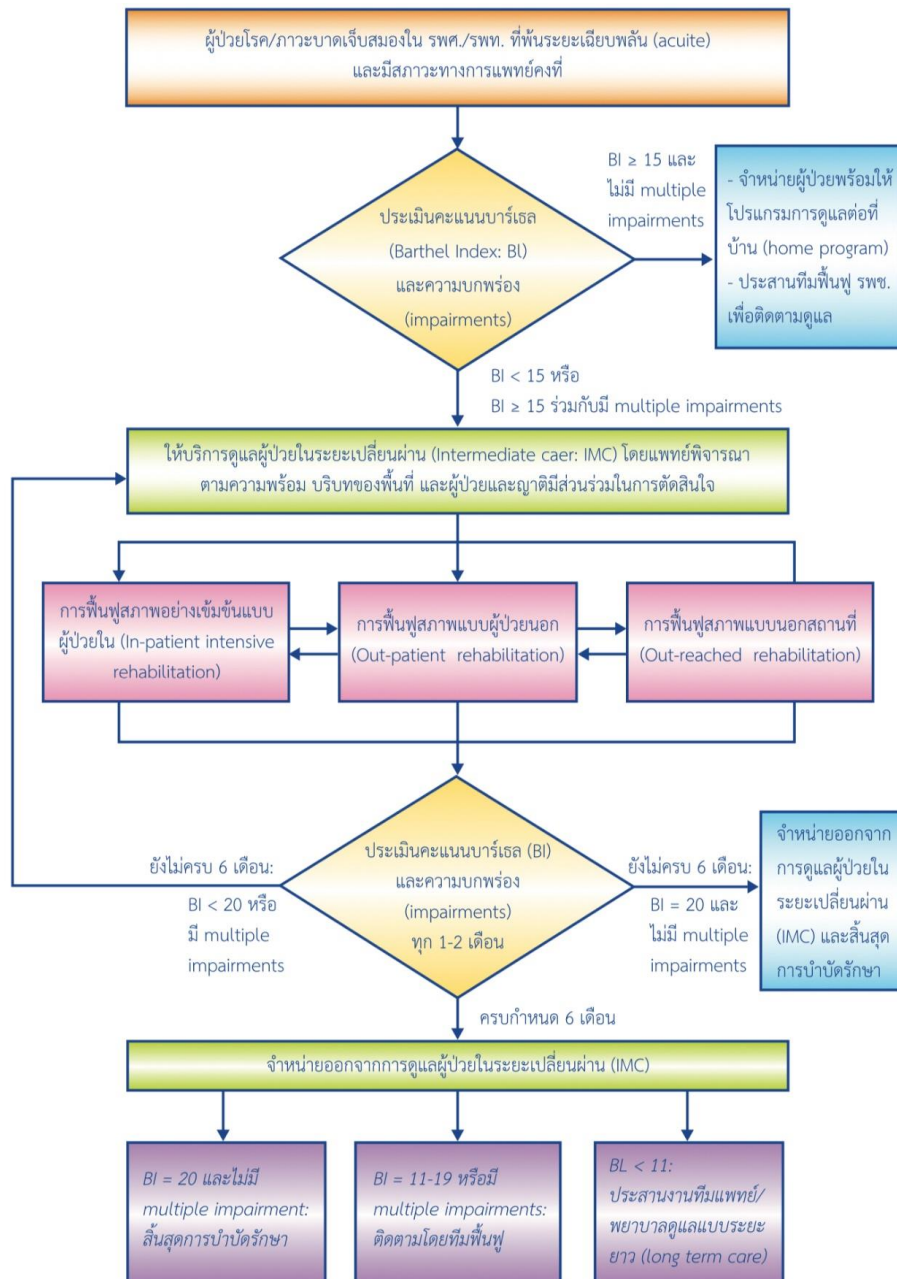 ผู้ป่วยโรค/ภาวะบาดเจ็บสมองใน รพศ./รพท. ที่พ้นระยะเฉียบพลัน (acuite)
และมีสภาวะทางการแพทย์คงที่
ประเมินคะแนนบาร์เธล
(Barthel Index: Bl)
และความบกพร่อง
(impairments)
BI ≥ 15 และ
ไม่มี multiple
impairments
- จำหน่ายผู้ป่วยพร้อมให้
โปรแกรมการดูแลต่อที่
บ้าน (home program)
- ประสานทีมฟื้นฟู รพช.
เพื่อติดตามดูแล
BI < 15 หรือ
BI ≥ 15 ร่วมกับมี multiple impairments
ให้บริการดูแลผู้ป่วยในระยะเปลี่ยนผ่าน (Intermediate caer: IMC) โดยแพทย์พิจารณา
ตามความพร้อม บริบทของพื้นที่ และผู้ป่วยและญาติมีส่วนร่วมในการตัดสินใจ
การฟื้นฟูสภาพอย่างเข้มข้นแบบ
ผู้ป่วยใน (In-patient intensive
rehabilitation)
การฟื้นฟูสภาพแบบผู้ป่วยนอก
(Out-patient rehabilitation)
การฟื้นฟูสภาพแบบนอกสถานที่
(Out-reached rehabilitation)
ยังไม่ครบ 6 เดือน:
BI < 20 หรือ
มี multiple
impairments
ประเมินคะแนนบาร์เธล (BI)
และความบกพร่อง
(impairments)
ทุก 1-2 เดือน
ยังไม่ครบ 6 เดือน:
BI = 20 และ
ไม่มี multiple
impairments
จำหน่ายออกจาก
การดูแลผู้ป่วยใน
ระยะเปลี่ยนผ่าน
(IMC) และสิ้นสุด
การบำบัดรักษา
ครบกำหนด 6 เดือน
จำหน่ายออกจากการดูแลผู้ป่วยในระยะเปลี่ยนผ่าน (IMC)
BI = 20 และไม่มี
multiple impairment:
สิ้นสุดการบำบัดรักษา
BI = 11-19 หรือมี
multiple impairments:
ติดตามโดยทีมฟื้นฟู
BL < 11:
ประสานงานทีมแพทย์/
พยาบาลดูแลแบบระยะ
ยาว (long term care)